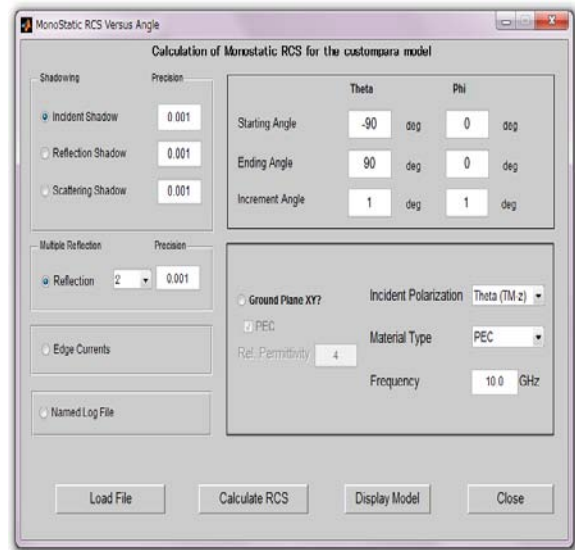 MonoStatic RCS Versus Angle
Calculation of Monostatic RCS for the custompara model
Shadowing Precision
Incident Shadow 0.001
Reflection Shadow 0.001
Scattering Shadow 0.001
Theta Phi
Starting Angle -90 deg 0 deg
Ending Angle 90 deg 0 deg
Increment Angle 1 deg 1 deg
Multiple Reflection Precision
Reflection 2 0.001
Edge Currents
Named Log File
Ground Plane XY?
PEC
Rel. Permittivity 4
Incident Polarization Theta (TM-z)
Material Type PEC
Frequency 10.0 GHz
Load File Calculate RCS Display Model Close